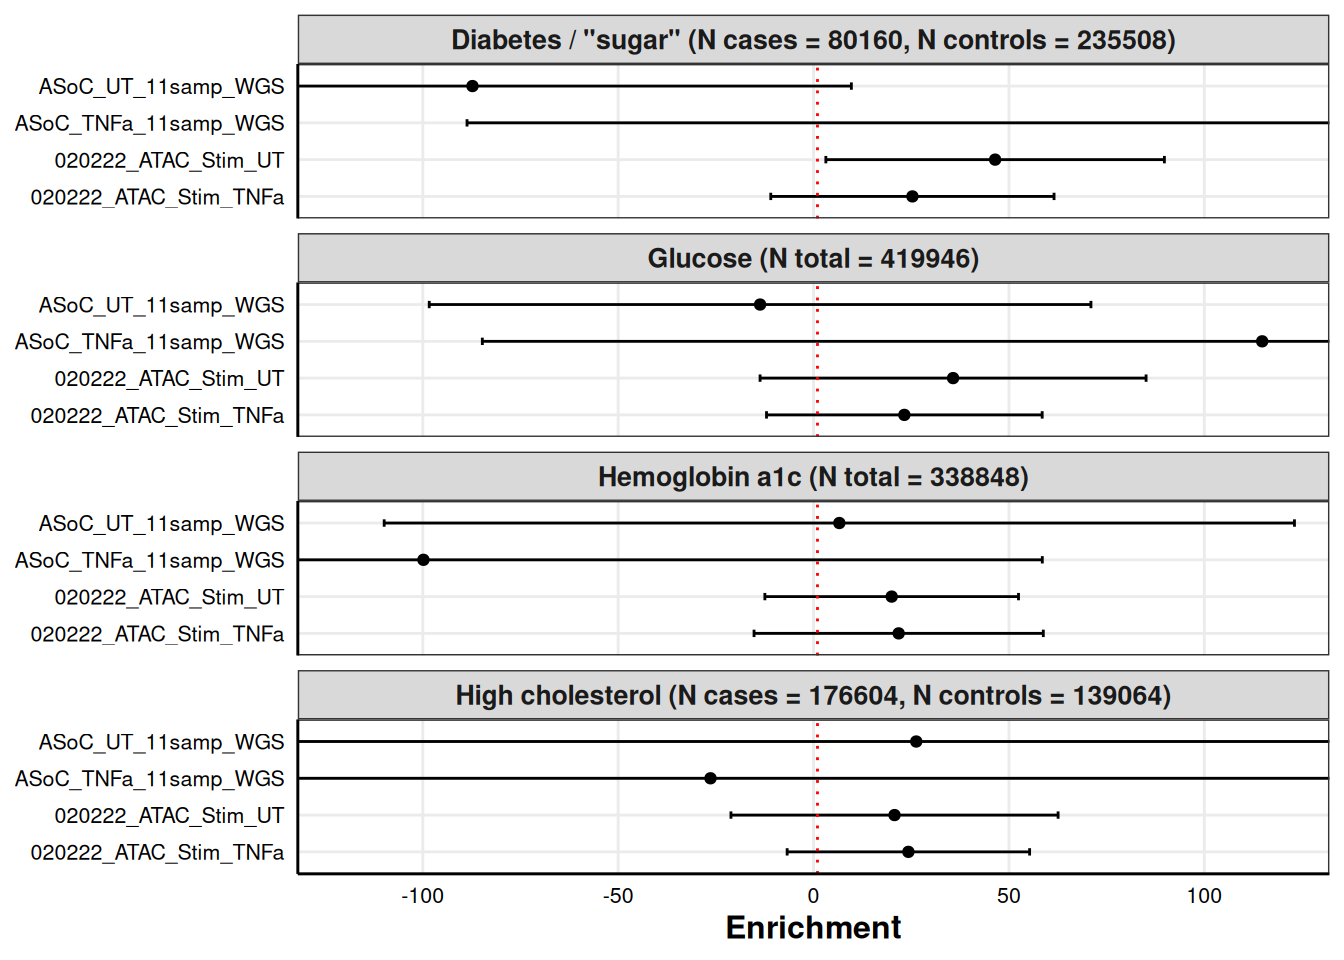 Diabetes / "sugar" (N cases = 80160, N controls = 235508)
ASoC_UT_11samp_WGS
ASoC_TNFa_11samp_WGS
020222_ATAC_Stim_UT
020222_ATAC_Stim_TNFa
Glucose (N total = 419946)
ASoC_UT_11samp_WGS
ASoC_TNFa_11samp_WGS
020222_ATAC_Stim_UT
020222_ATAC_Stim_TNFa
Hemoglobin a1c (N total = 338848)
ASoC_UT_11samp_WGS
ASoC_TNFa_11samp_WGS
020222_ATAC_Stim_UT
020222_ATAC_Stim_TNFa
High cholesterol (N cases = 176604, N controls = 139064)
ASoC_UT_11samp_WGS
ASoC_TNFa_11samp_WGS
020222_ATAC_Stim_UT
020222_ATAC_Stim_TNFa
-100 -50 0 50 100
Enrichment